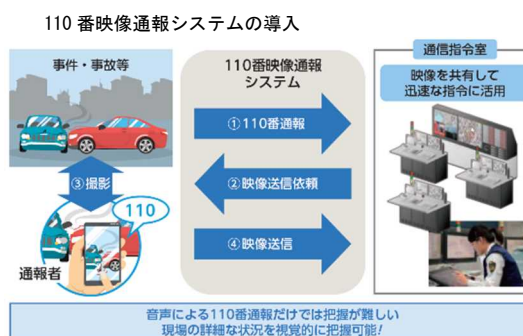 110 番映像通報システムの導入
事件・事故等
110番映像通報
システム
通信指令室
映像を共有して
迅速な指令に活用
①110番通報
②映像送信依頼
③撮影
110
④映像送信
通報者
音声による110番通報だけでは把握が難しい
現場の詳細な状況を視覚的に把握可能!